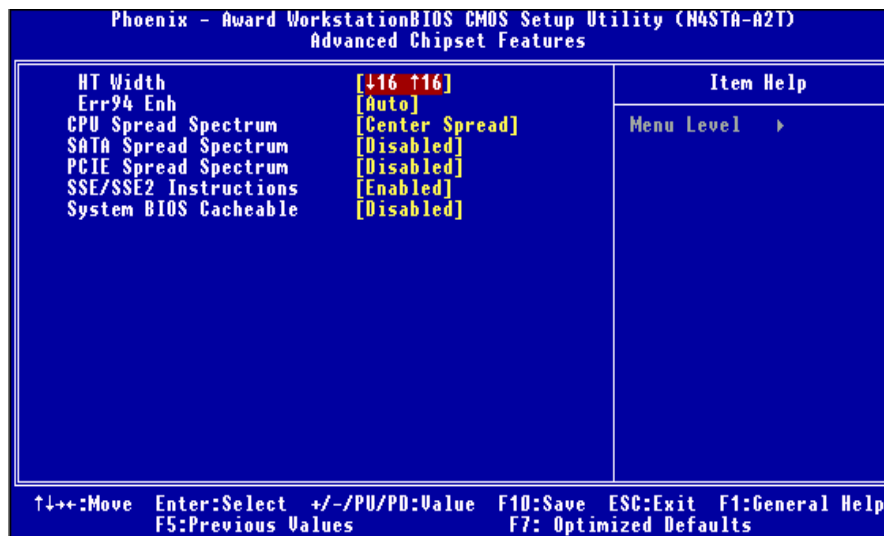 Phoenix - Award WorkstationBIOS CMOS Setup Utility (N4STA-A2T)
Advanced Chipset Features
HT Width [↓16 ↑16] Item Help
Err94 Enh [Auto]
CPU Spread Spectrum [Center Spread] Menu Level ▸
SATA Spread Spectrum [Disabled]
PCIE Spread Spectrum [Disabled]
SSE/SSE2 Instructions [Enabled]
System BIOS Cacheable [Disabled]
↑↓→←:Move Enter:Select +/-/PU/PD:Value F10:Save ESC:Exit F1:General Help
F5:Previous Values F7: Optimized Defaults